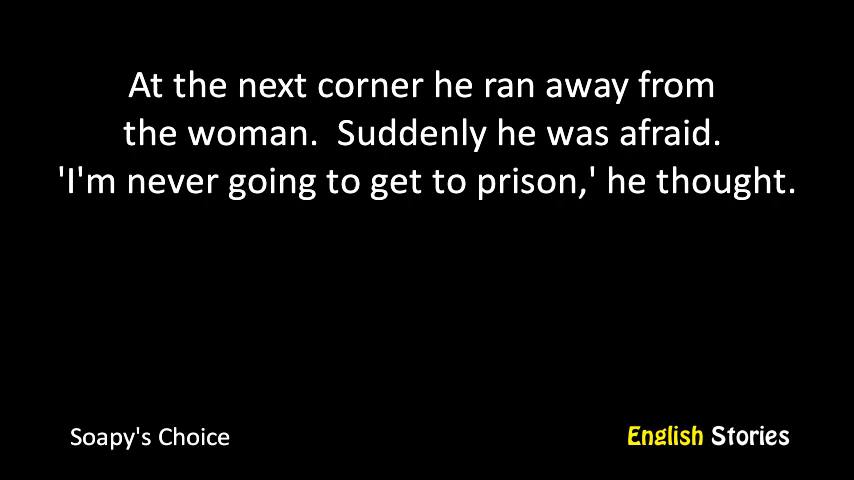 At the next corner he ran away from
the woman.  Suddenly he was afraid.
'I'm never going to get to prison,' he thought.
Soapy's Choice
English Stories